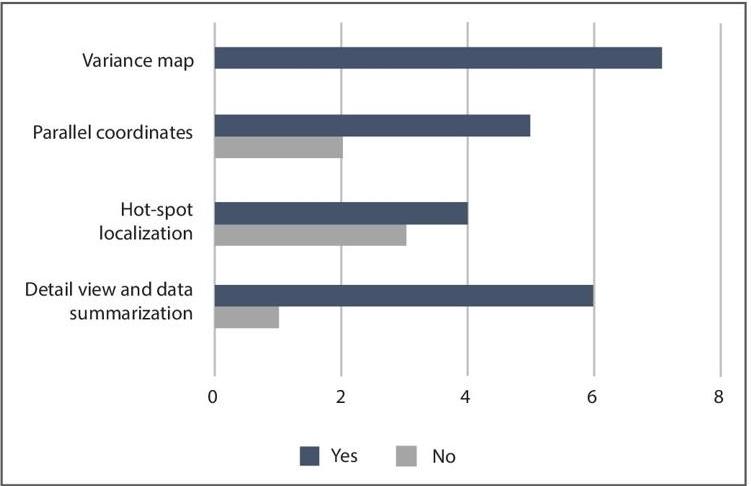 Variance map
Parallel coordinates
Hot-spot
localization
Detail view and data
summarization
0 2 4 6 8
Yes No